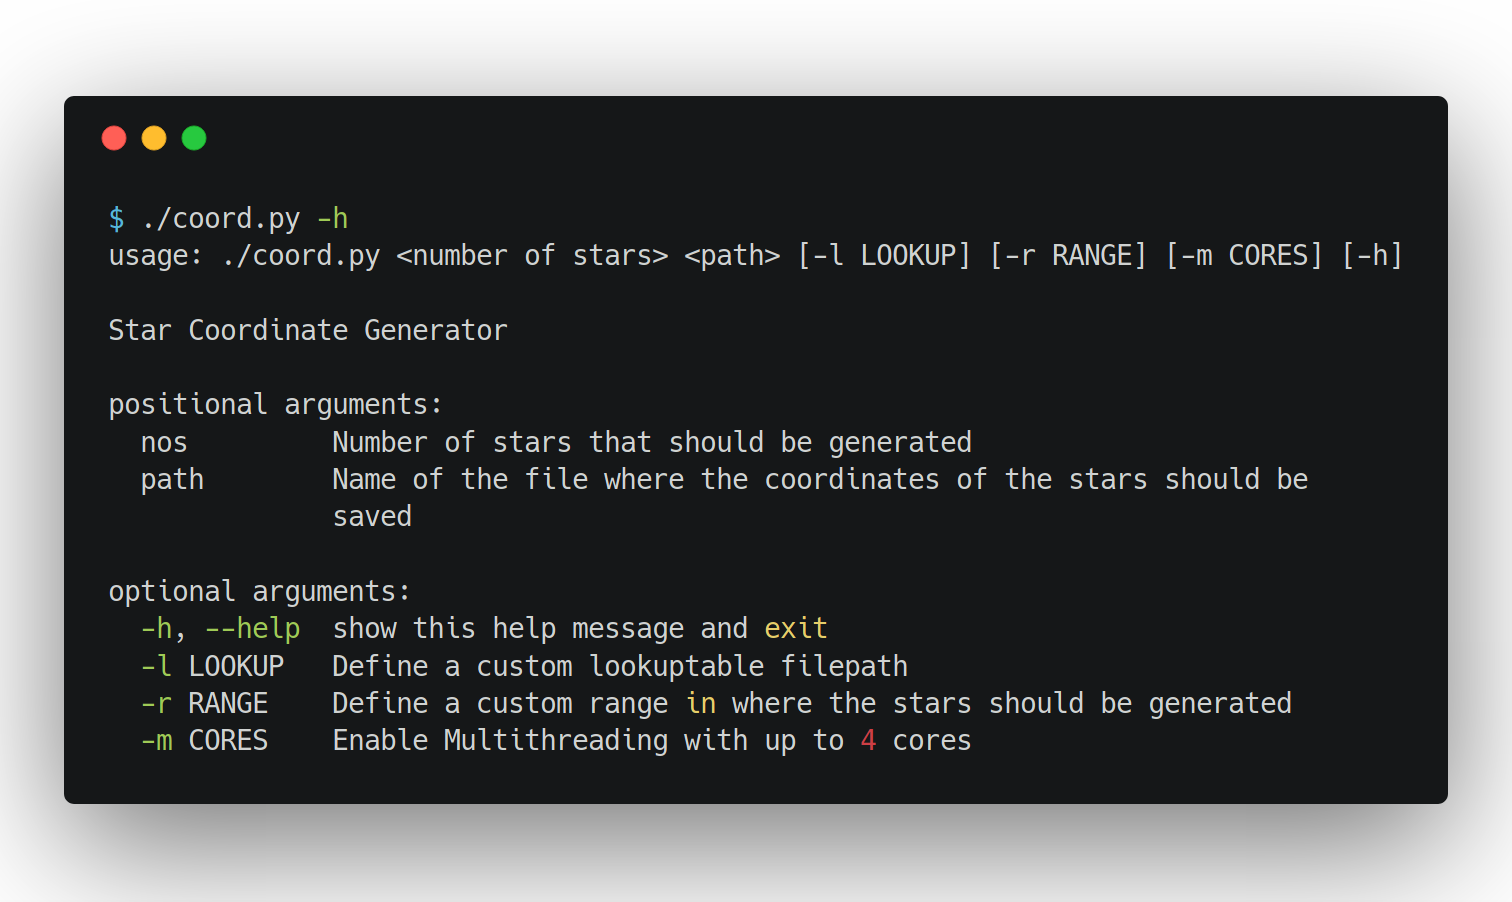 $ ./coord.py -h
usage: ./coord.py <number of stars> <path> [-l LOOKUP] [-r RANGE] [-m CORES] [-h]
Star Coordinate Generator
positional arguments:
  nos         Number of stars that should be generated
  path        Name of the file where the coordinates of the stars should be
              saved
optional arguments:
  -h, --help  show this help message and exit
  -l LOOKUP   Define a custom lookuptable filepath
  -r RANGE    Define a custom range in where the stars should be generated
  -m CORES    Enable Multithreading with up to 4 cores